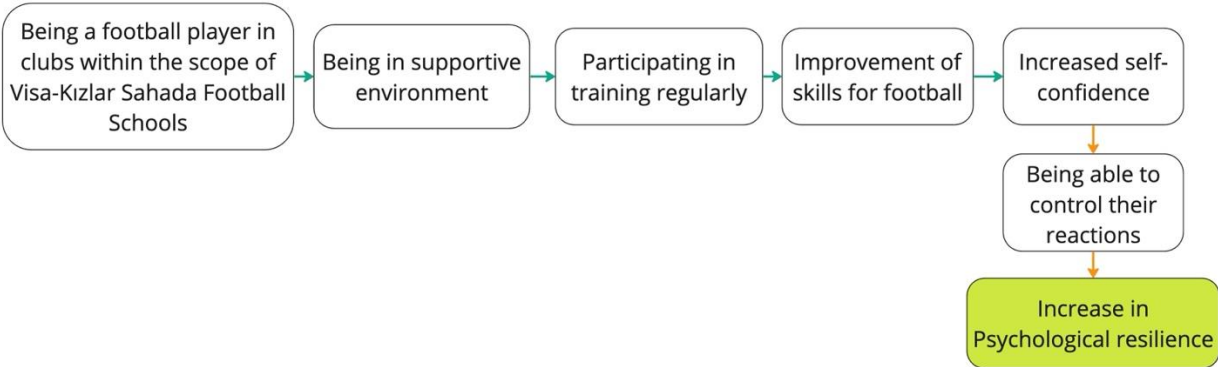 Being a football player in
clubs within the scope of
Visa-Kızlar Sahada Football
Schools
Being in supportive
environment
Participating in
training regularly
Improvement of
skills for football
Increased self-
confidence
Being able to
control their
reactions
Increase in
Psychological resilience